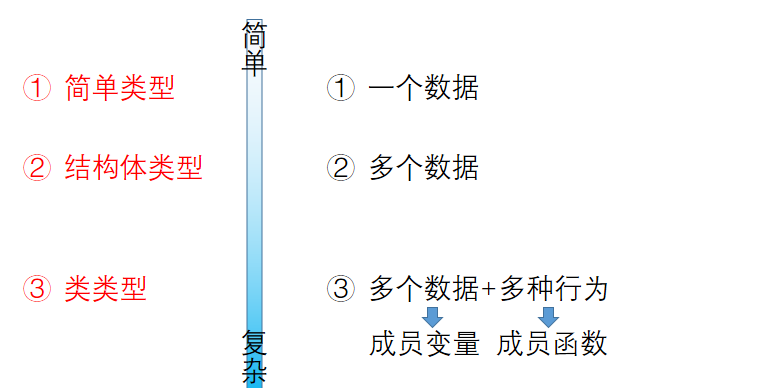 简单
① 简单类型
① 一个数据
② 结构体类型
② 多个数据
③ 类类型
③ 多个数据+多种行为
成员变量 成员函数
复杂